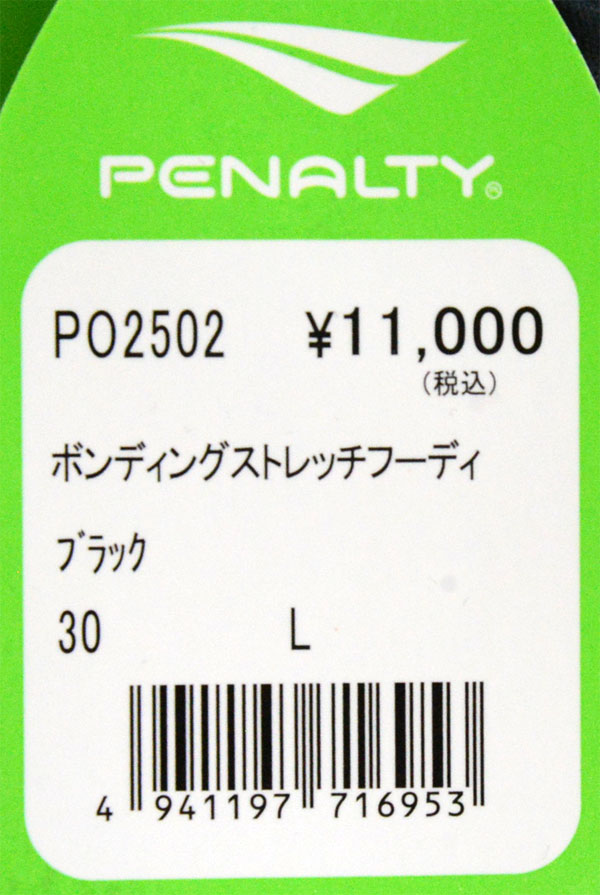 PENALTY®
PO2502 ¥11,000
(税込)
ボンディングストレッチフーディ
ブラック
30 L
4 941197 716953